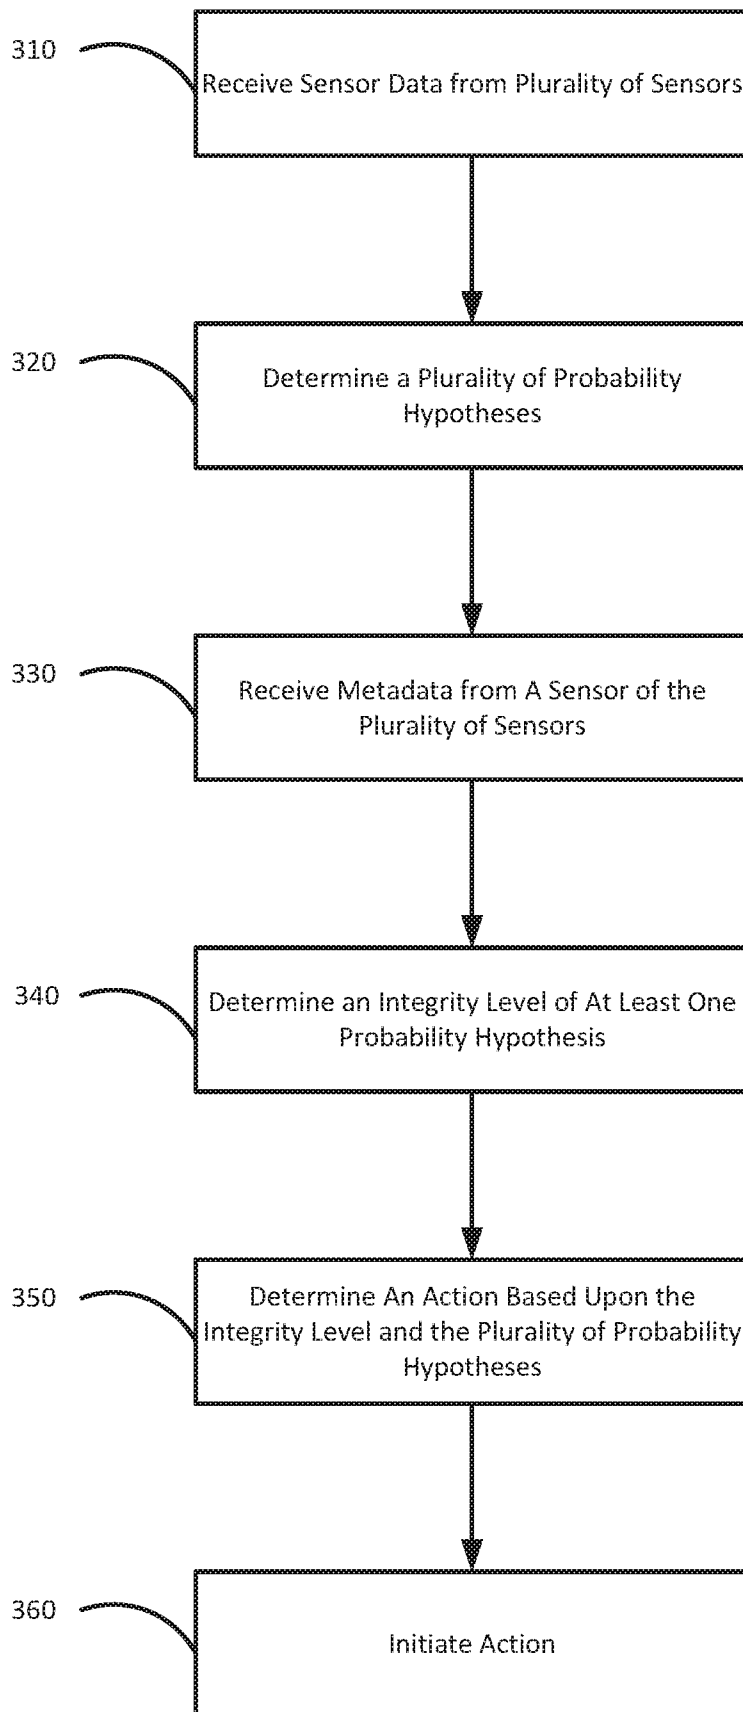 310
Receive Sensor Data from Plurality of Sensors
320
Determine a Plurality of Probability
Hypotheses
330
Receive Metadata from A Sensor of the
Plurality of Sensors
340
Determine an Integrity Level of At Least One
Probability Hypothesis
350
Determine An Action Based Upon the
Integrity Level and the Plurality of Probability
Hypotheses
360
Initiate Action